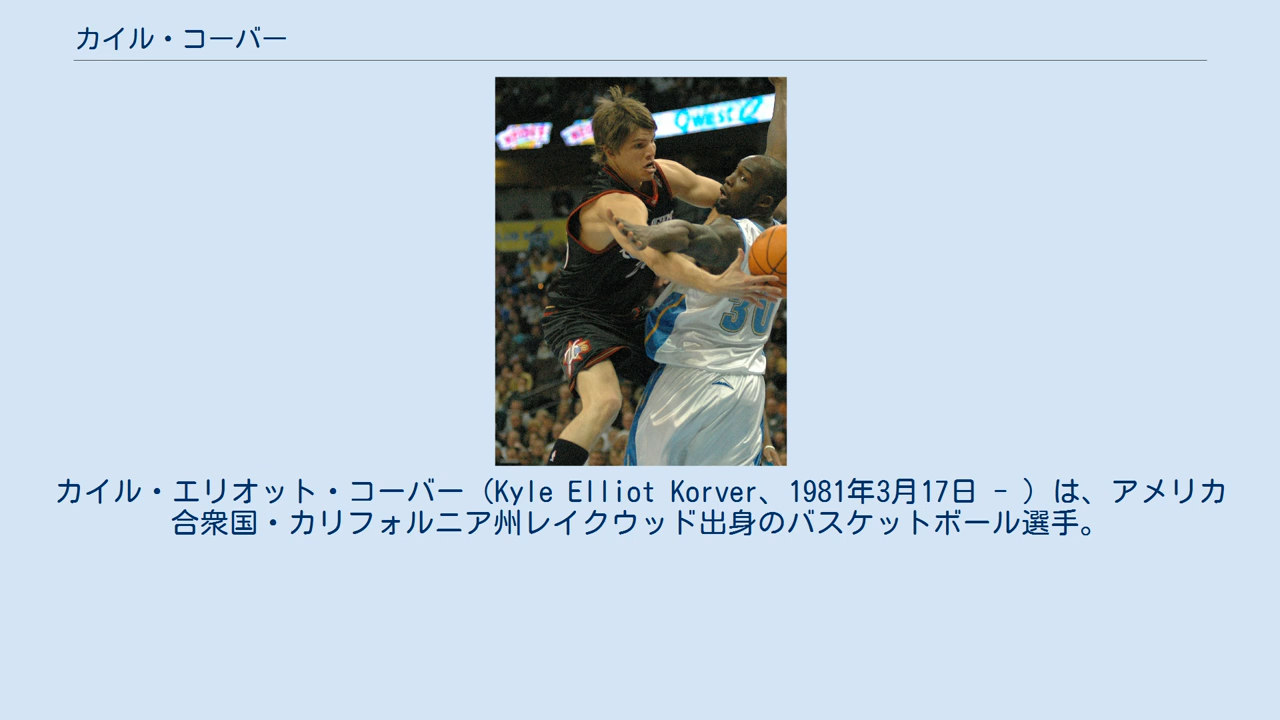 カイル・コーバー
Qwest
30
カイル・エリオット・コーバー（Kyle Elliot Korver、1981年3月17日 - ）は、アメリカ
合衆国・カリフォルニア州レイクウッド出身のバスケットボール選手。